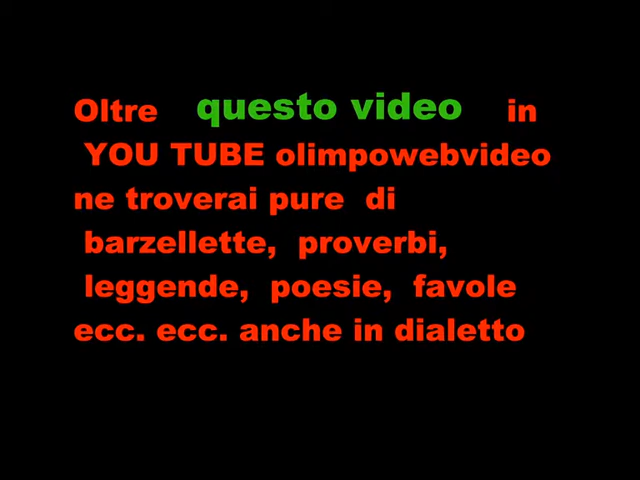 Oltre questo video in
YOU TUBE olimpowebvideo
ne troverai pure di
barzellette, proverbi,
leggende, poesie, favole
ecc. ecc. anche in dialetto